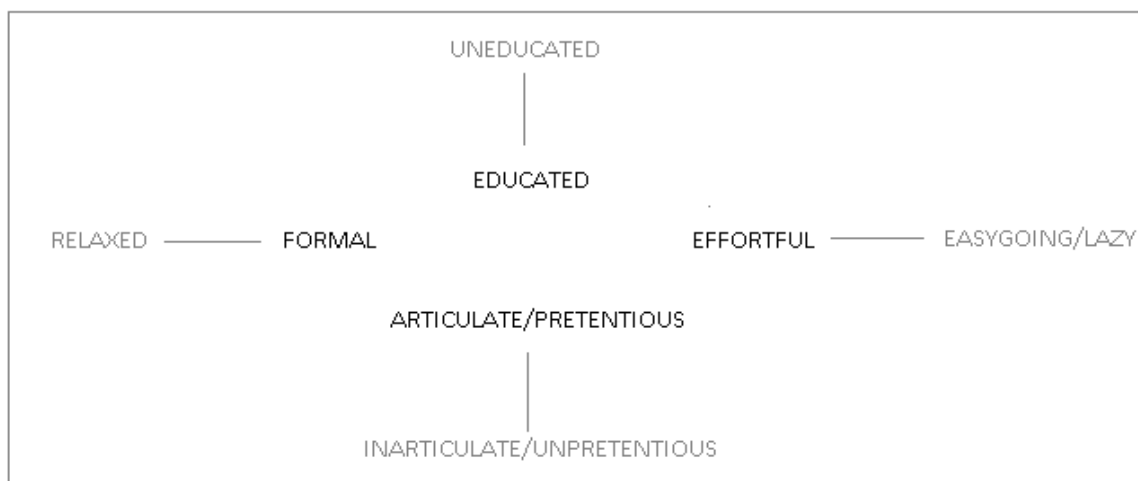 UNEDUCATED
EDUCATED
RELAXED FORMAL EFFORTFUL EASYGOING/LAZY
ARTICULATE/PRETENTIOUS
INARTICULATE/UNPRETENTIOUS